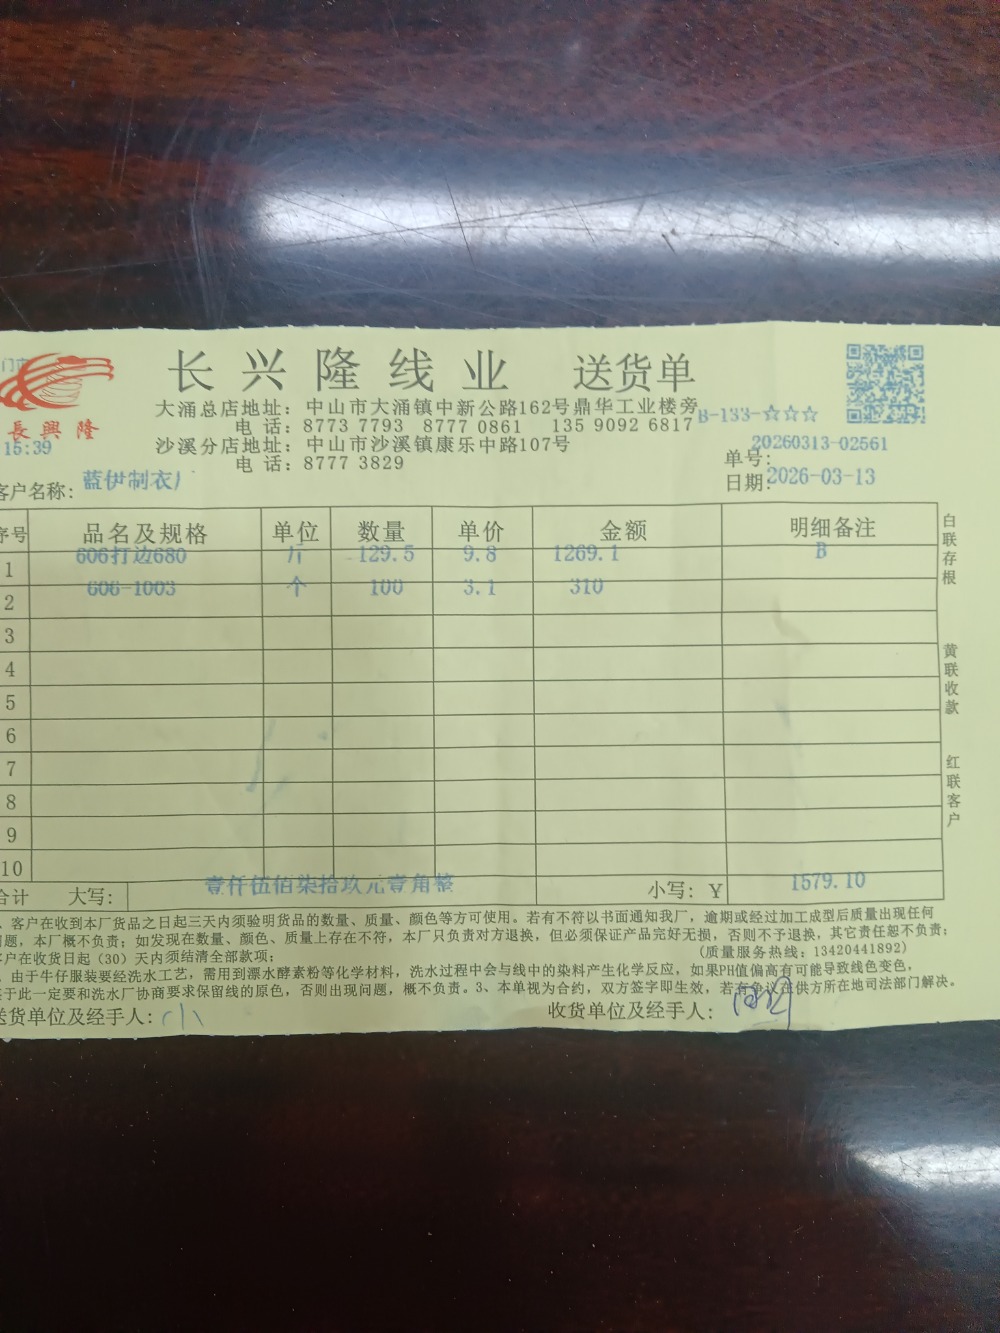 门市
長興隆
15:39
长兴隆线业 送货单
大涌总店地址：中山市大涌镇中新公路162号鼎华工业楼旁
电 话：8773 7793 8777 0861 135 9092 6817
B-133-☆☆☆
沙溪分店地址：中山市沙溪镇康乐中路107号
电 话：8777 3829
单号：20260313-02561
日期：2026-03-13
客户名称：蓝伊制衣厂
序号 品名及规格 单位 数量 单价 金额 明细备注
1 606打边680 斤 129.5 9.8 1269.1 B
2 606-1003 个 100 3.1 310
3
4
5
6
7
8
9
10
合计 大写：壹仟伍佰柒拾玖元壹角整 小写：¥ 1579.10
白联存根
黄联收款
红联客户
、客户在收到本厂货品之日起三天内须验明货品的数量、质量、颜色等方可使用。若有不符以书面通知我厂，逾期或经过加工成型后质量出现任何
问题，本厂概不负责；如发现在数量、颜色、质量上存在不符，本厂只负责对方退换，但必须保证产品完好无损，否则不予退换，其它责任恕不负责；
客户在收货日起（30）天内须结清全部款项； （质量服务热线：13420441892）
、由于牛仔服装要经洗水工艺，需用到漂水酵素粉等化学材料，洗水过程中会与线中的染料产生化学反应，如果PH值偏高有可能导致线色变色，
鉴于此一定要和洗水厂协商要求保留线的原色，否则出现问题，概不负责。3、本单视为合约，双方签字即生效，若有争议在供方所在地司法部门解决。
送货单位及经手人： 收货单位及经手人：